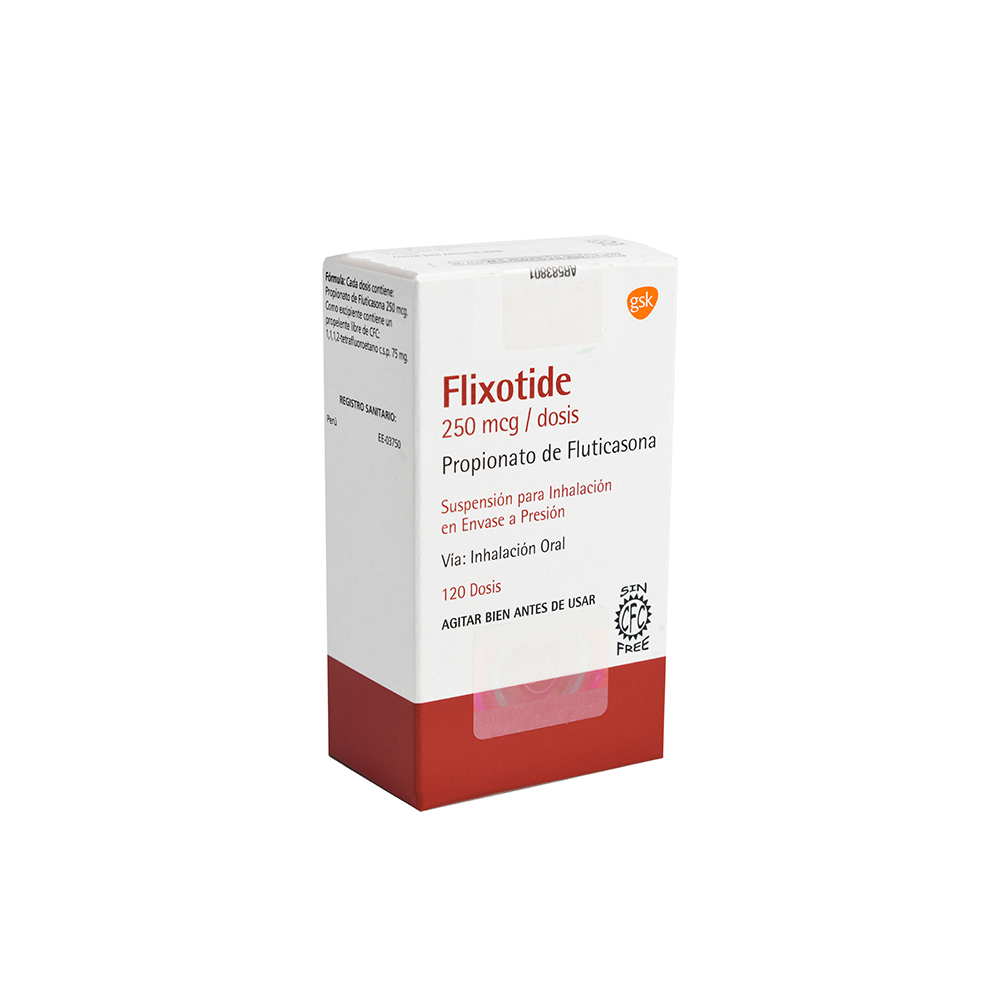 Fórmula: Cada dosis contiene:
Propionato de Fluticasona 250 mcg.
Como excipiente contiene un
propelente libre de CFC:
1,1,1,2-tetrafluoroetano c.s.p. 75 mg.
REGISTRO SANITARIO:
Perú
EE-03750
AR583801
gsk
Flixotide
250 mcg / dosis
Propionato de Fluticasona
Suspensión para Inhalación
en Envase a Presión
Vía: Inhalación Oral
120 Dosis
AGITAR BIEN ANTES DE USAR
SIN
CFC
FREE